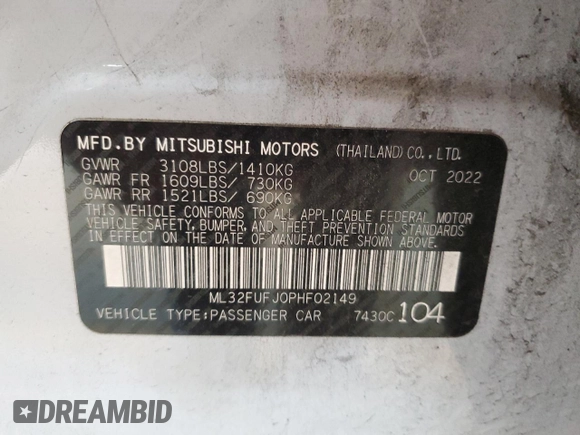 MFD.BY MITSUBISHI MOTORS (THAILAND)CO.,LTD.
GVWR 3108LBS/1410KG OCT 2022
GAWR FR 1609LBS/ 730KG
GAWR RR 1521LBS/ 690KG
THIS VEHICLE CONFORMS TO ALL APPLICABLE FEDERAL MOTOR
VEHICLE SAFETY, BUMPER, AND THEFT PREVENTION STANDARDS
IN EFFECT ON THE DATE OF MANUFACTURE SHOWN ABOVE.
ML32FUFJ0PHF02149
VEHICLE TYPE:PASSENGER CAR 7430C 104
DREAMBID